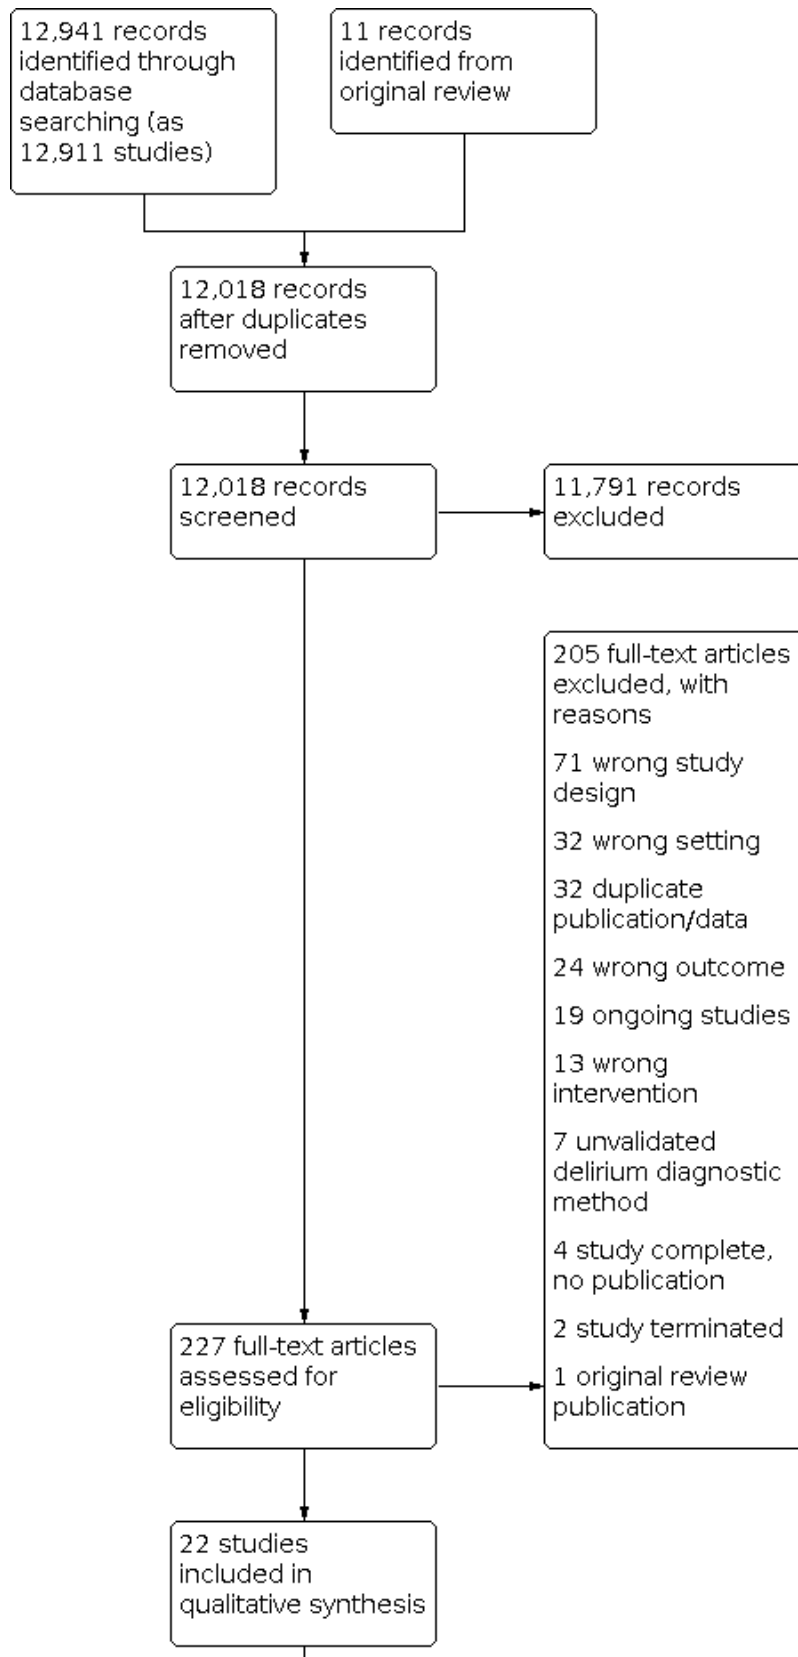 12,941 records
identified through
database
searching (as
12,911 studies)
11 records
identified from
original review
12,018 records
after duplicates
removed
12,018 records
screened
11,791 records
excluded
205 full-text articles
excluded, with
reasons
71 wrong study
design
32 wrong setting
32 duplicate
publication/data
24 wrong outcome
19 ongoing studies
13 wrong
intervention
7 unvalidated
delirium diagnostic
method
4 study complete,
no publication
2 study terminated
1 original review
publication
227 full-text articles
assessed for
eligibility
22 studies
included in
qualitative synthesis